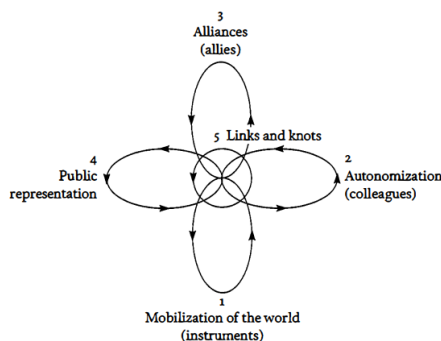 3
Alliances
(allies)
5 Links and knots
4
Public
representation
2
Autonomization
(colleagues)
1
Mobilization of the world
(instruments)